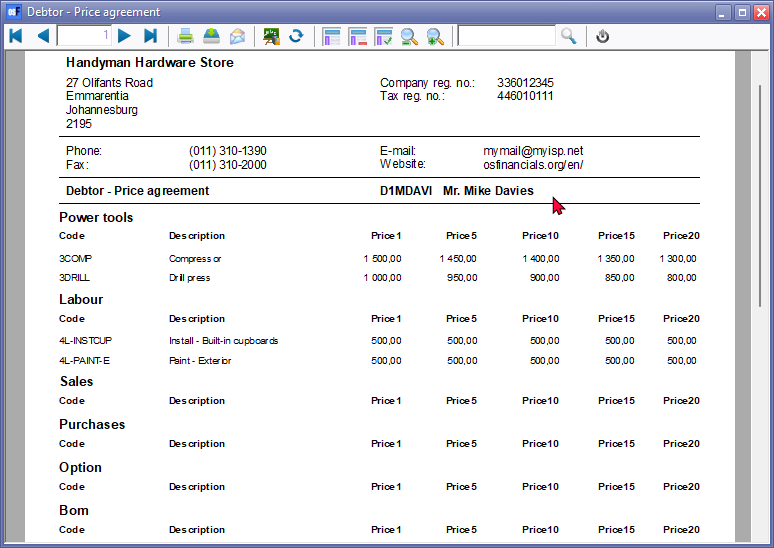 Debtor - Price agreement
1
Handyman Hardware Store
27 Olifants Road Company reg. no.: 336012345
Emmarentia Tax reg. no.: 446010111
Johannesburg
2195
Phone: (011) 310-1390 E-mail: mymail@myisp.net
Fax: (011) 310-2000 Website: osfinancials.org/en/
Debtor - Price agreement D1MDAVI Mr. Mike Davies
Power tools
Code Description Price1 Price5 Price10 Price15 Price20
3COMP Compressor 1 500,00 1 450,00 1 400,00 1 350,00 1 300,00
3DRILL Drill press 1 000,00 950,00 900,00 850,00 800,00
Labour
Code Description Price1 Price5 Price10 Price15 Price20
4L-INSTCUP Install - Built-in cupboards 500,00 500,00 500,00 500,00 500,00
4L-PAINT-E Paint - Exterior 500,00 500,00 500,00 500,00 500,00
Sales
Code Description Price1 Price5 Price10 Price15 Price20
Purchases
Code Description Price1 Price5 Price10 Price15 Price20
Option
Code Description Price1 Price5 Price10 Price15 Price20
Bom
Code Description Price1 Price5 Price10 Price15 Price20